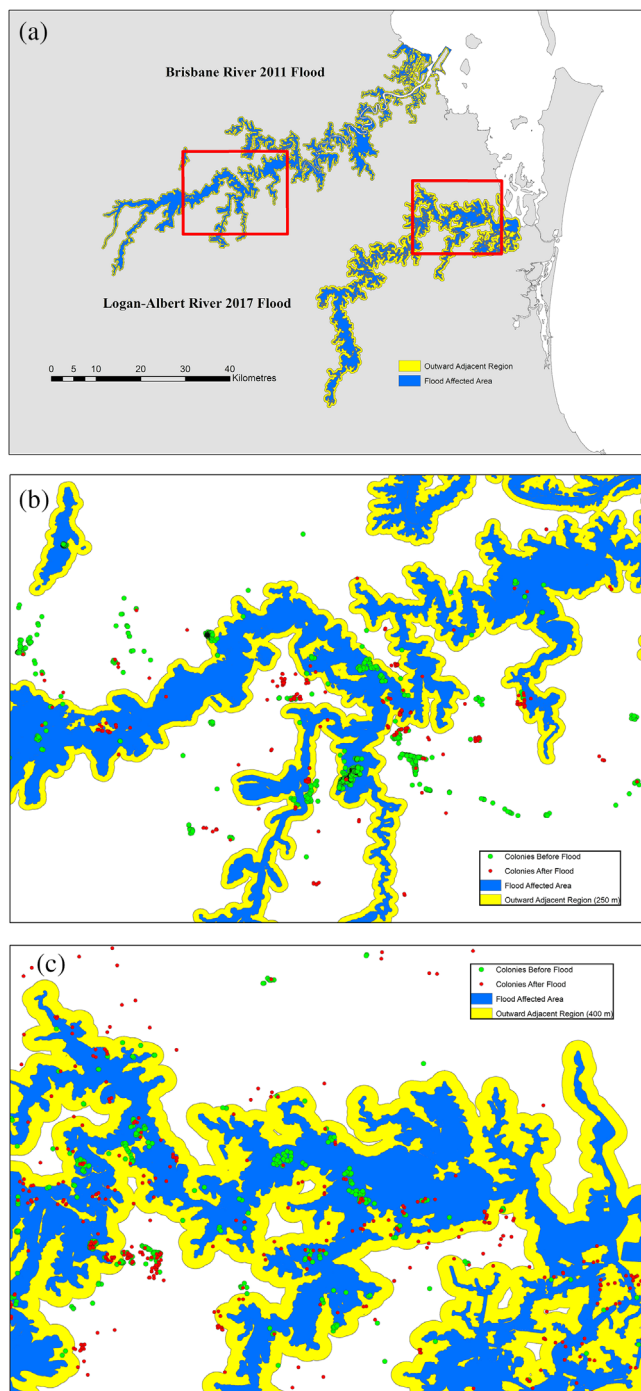 (a)
Brisbane River 2011 Flood
Logan-Albert River 2017 Flood
0 5 10 20 30 40
Kilometres
Outward Adjacent Region
Flood Affected Area
(b)
Colonies Before Flood
Colonies After Flood
Flood Affected Area
Outward Adjacent Region (250 m)
(c)
Colonies Before Flood
Colonies After Flood
Flood Affected Area
Outward Adjacent Region (400 m)